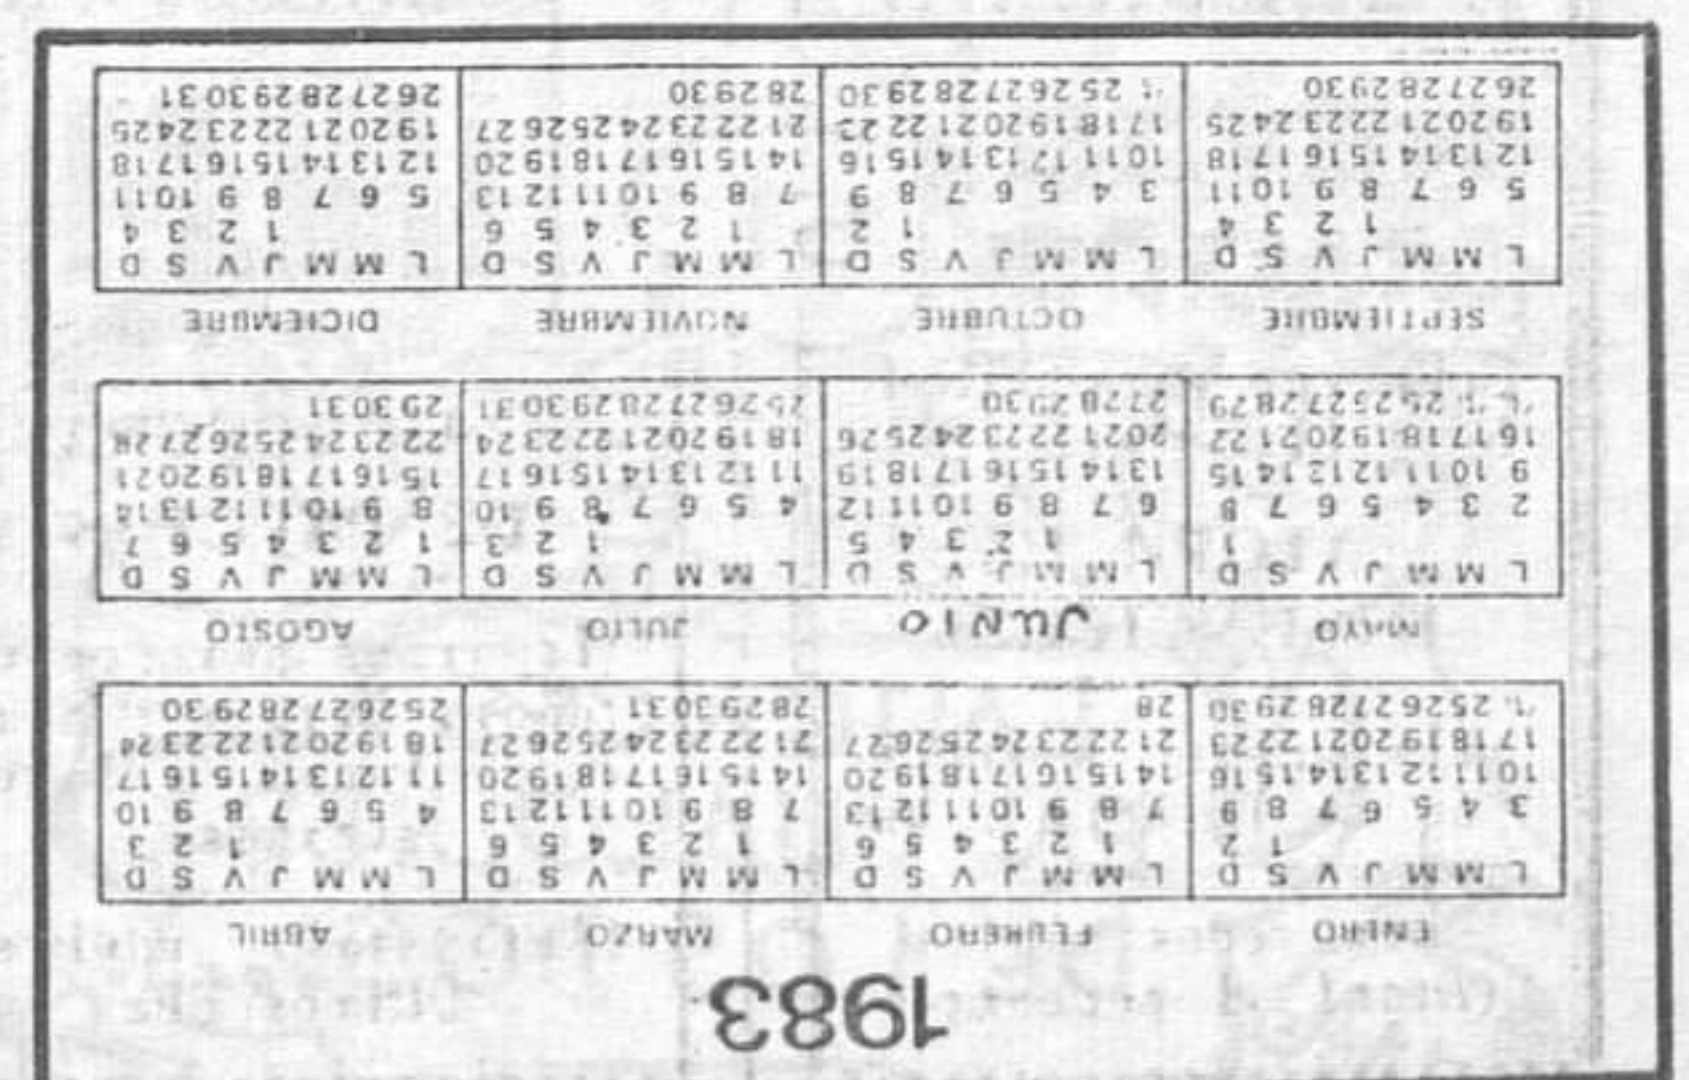 1983
ENERO
L M M J V S D
1 2
3 4 5 6 7 8 9
10 11 12 13 14 15 16
17 18 19 20 21 22 23
25 26 27 28 29 30
FEBRERO
L M M J V S D
1 2 3 4 5 6
7 8 9 10 11 12 13
14 15 16 17 18 19 20
21 22 23 24 25 26 27
28
MARZO
L M M J V S D
1 2 3 4 5 6
7 8 9 10 11 12 13
14 15 16 17 18 19 20
21 22 23 24 25 26 27
28 29 30 31
ABRIL
L M M J V S D
1 2 3
4 5 6 7 8 9 10
11 12 13 14 15 16 17
18 19 20 21 22 23 24
25 26 27 28 29 30
MAYO
L M M J V S D
1
2 3 4 5 6 7 8
9 10 11 12 13 14 15
16 17 18 19 20 21 22
25 26 27 28 29
JUNIO
L M M J V S D
1 2 3 4 5
6 7 8 9 10 11 12
13 14 15 16 17 18 19
20 21 22 23 24 25 26
27 28 29 30
JULIO
L M M J V S D
1 2 3
4 5 6 7 8 9 10
11 12 13 14 15 16 17
18 19 20 21 22 23 24
25 26 27 28 29 30 31
AGOSTO
L M M J V S D
1 2 3 4 5 6 7
8 9 10 11 12 13 14
15 16 17 18 19 20 21
22 23 24 25 26 27 28
29 30 31
SEPTIEMBRE
L M M J V S D
1 2 3 4
5 6 7 8 9 10 11
12 13 14 15 16 17 18
19 20 21 22 23 24 25
26 27 28 29 30
OCTUBRE
L M M J V S D
1 2
3 4 5 6 7 8 9
10 11 12 13 14 15 16
17 18 19 20 21 22 23
25 26 27 28 29 30
NOVIEMBRE
L M M J V S D
1 2 3 4 5 6
7 8 9 10 11 12 13
14 15 16 17 18 19 20
21 22 23 24 25 26 27
28 29 30
DICIEMBRE
L M M J V S D
1 2 3 4
5 6 7 8 9 10 11
12 13 14 15 16 17 18
19 20 21 22 23 24 25
26 27 28 29 30 31